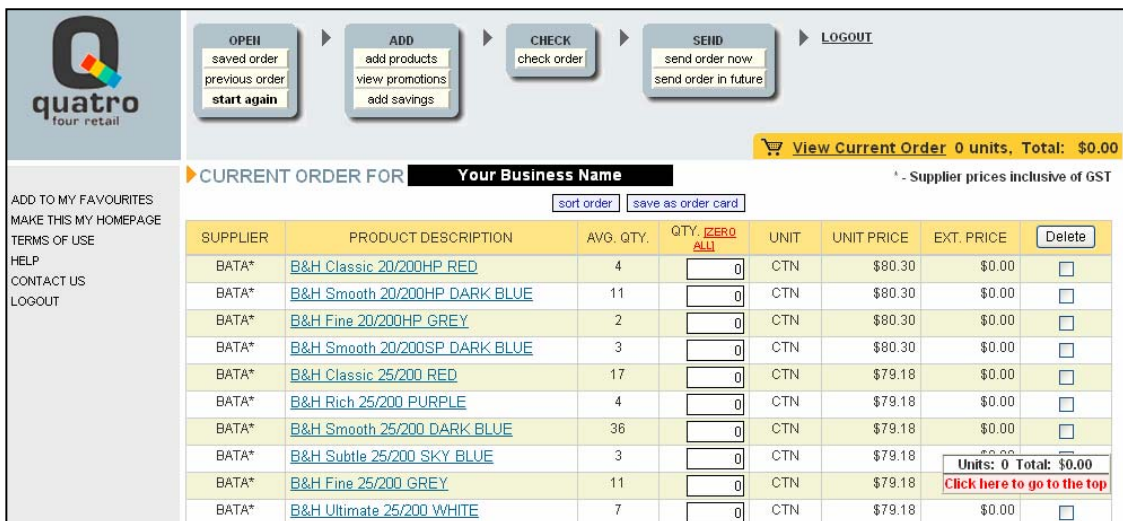 quatro
four retail
OPEN
saved order
previous order
start again
ADD
add products
view promotions
add savings
CHECK
check order
SEND
send order now
send order in future
LOGOUT
View Current Order 0 units, Total: $0.00
CURRENT ORDER FOR Your Business Name
* - Supplier prices inclusive of GST
sort order save as order card
ADD TO MY FAVOURITES
MAKE THIS MY HOMEPAGE
TERMS OF USE
HELP
CONTACT US
LOGOUT
SUPPLIER PRODUCT DESCRIPTION AVG. QTY. QTY. [ZERO ALL] UNIT UNIT PRICE EXT. PRICE Delete
BATA* B&H Classic 20/200HP RED 4 0 CTN $80.30 $0.00
BATA* B&H Smooth 20/200HP DARK BLUE 11 0 CTN $80.30 $0.00
BATA* B&H Fine 20/200HP GREY 2 0 CTN $80.30 $0.00
BATA* B&H Smooth 20/200SP DARK BLUE 3 0 CTN $80.30 $0.00
BATA* B&H Classic 25/200 RED 17 0 CTN $79.18 $0.00
BATA* B&H Rich 25/200 PURPLE 4 0 CTN $79.18 $0.00
BATA* B&H Smooth 25/200 DARK BLUE 36 0 CTN $79.18 $0.00
BATA* B&H Subtle 25/200 SKY BLUE 3 0 CTN $79.18
Units: 0 Total: $0.00
BATA* B&H Fine 25/200 GREY 11 0 CTN $79.18
Click here to go to the top
BATA* B&H Ultimate 25/200 WHITE 7 0 CTN $79.18 $0.00